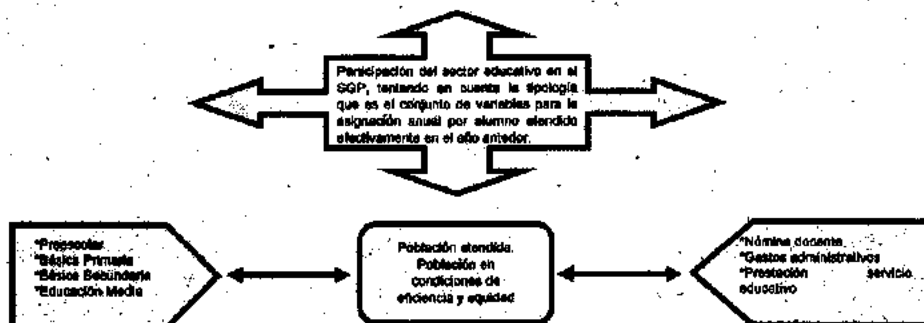 Participación del sector educativo en el
SGP, teniendo en cuenta la tipología
que es el conjunto de variables para la
asignación anual por alumno atendido
efectivamente en el año anterior.
*Preescolar
*Básica Primaria
*Básica Secundaria
*Educación Media
Población atendida.
Población en
condiciones de
eficiencia y equidad
*Nómina docente
*Gastos administrativos
*Prestación servicio
educativo